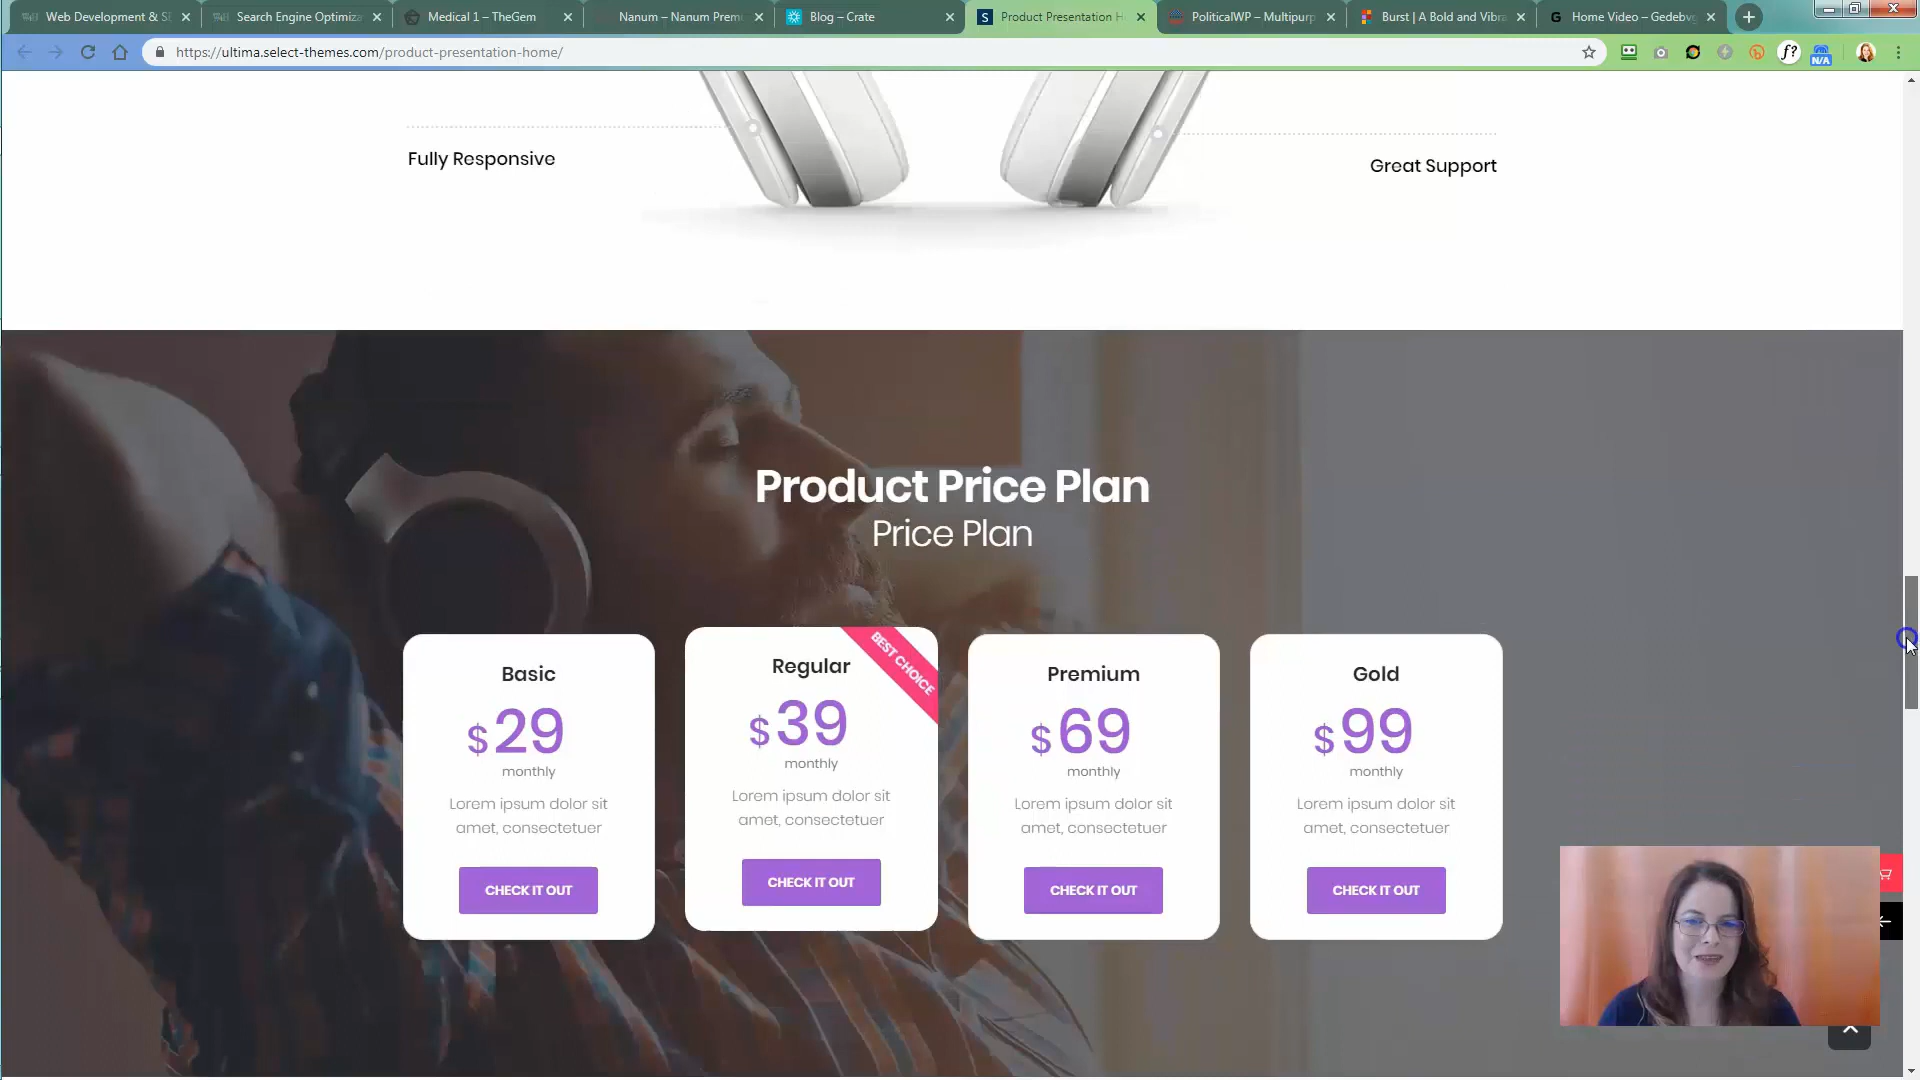 Web Development & S
Search Engine Optimiza
Medical 1 – TheGem
Nanum – Nanum Prem
Blog – Crate
Product Presentation H
PoliticalWP – Multipurp
Burst | A Bold and Vibra
G
Home Video – Gedebvg
https://ultima.select-themes.com/product-presentation-home/
f?
N/A
Fully Responsive
Great Support
Product Price Plan
Price Plan
Basic
$29
monthly
Lorem ipsum dolor sit
amet, consectetuer
CHECK IT OUT
BEST CHOICE
Regular
$39
monthly
Lorem ipsum dolor sit
amet, consectetuer
CHECK IT OUT
Premium
$69
monthly
Lorem ipsum dolor sit
amet, consectetuer
CHECK IT OUT
Gold
$99
monthly
Lorem ipsum dolor sit
amet, consectetuer
CHECK IT OUT